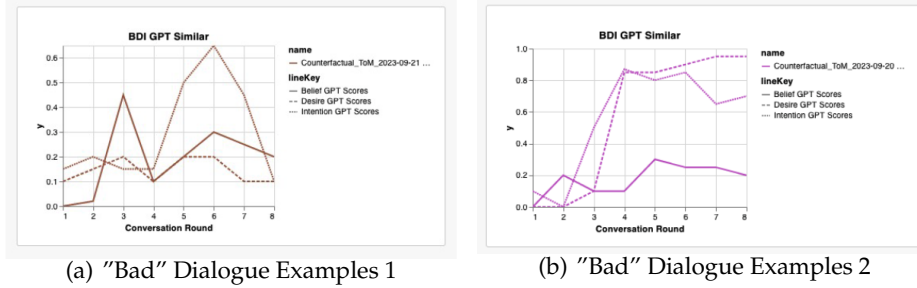 BDI GPT Similar
0.6
0.5
0.4
0.3
0.2
0.1
0.0
y
1 2 3 4 5 6 7 8
Conversation Round
name
Counterfactual_ToM_2023-09-21 ...
lineKey
Belief GPT Scores
Desire GPT Scores
Intention GPT Scores
(a) ”Bad” Dialogue Examples 1
BDI GPT Similar
1.0
0.8
0.6
0.4
0.2
0.0
y
1 2 3 4 5 6 7 8
Conversation Round
name
Counterfactual_ToM_2023-09-20 ...
lineKey
Belief GPT Scores
Desire GPT Scores
Intention GPT Scores
(b) ”Bad” Dialogue Examples 2